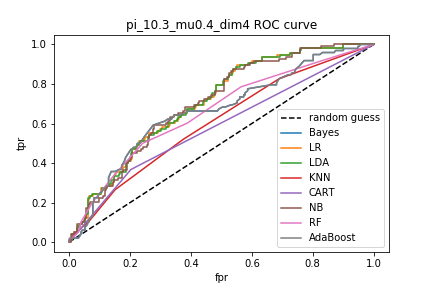 pi_10.3_mu0.4_dim4 ROC curve
1.0
0.8
0.6
0.4
0.2
0.0
tpr
0.0 0.2 0.4 0.6 0.8 1.0
fpr
random guess
Bayes
LR
LDA
KNN
CART
NB
RF
AdaBoost